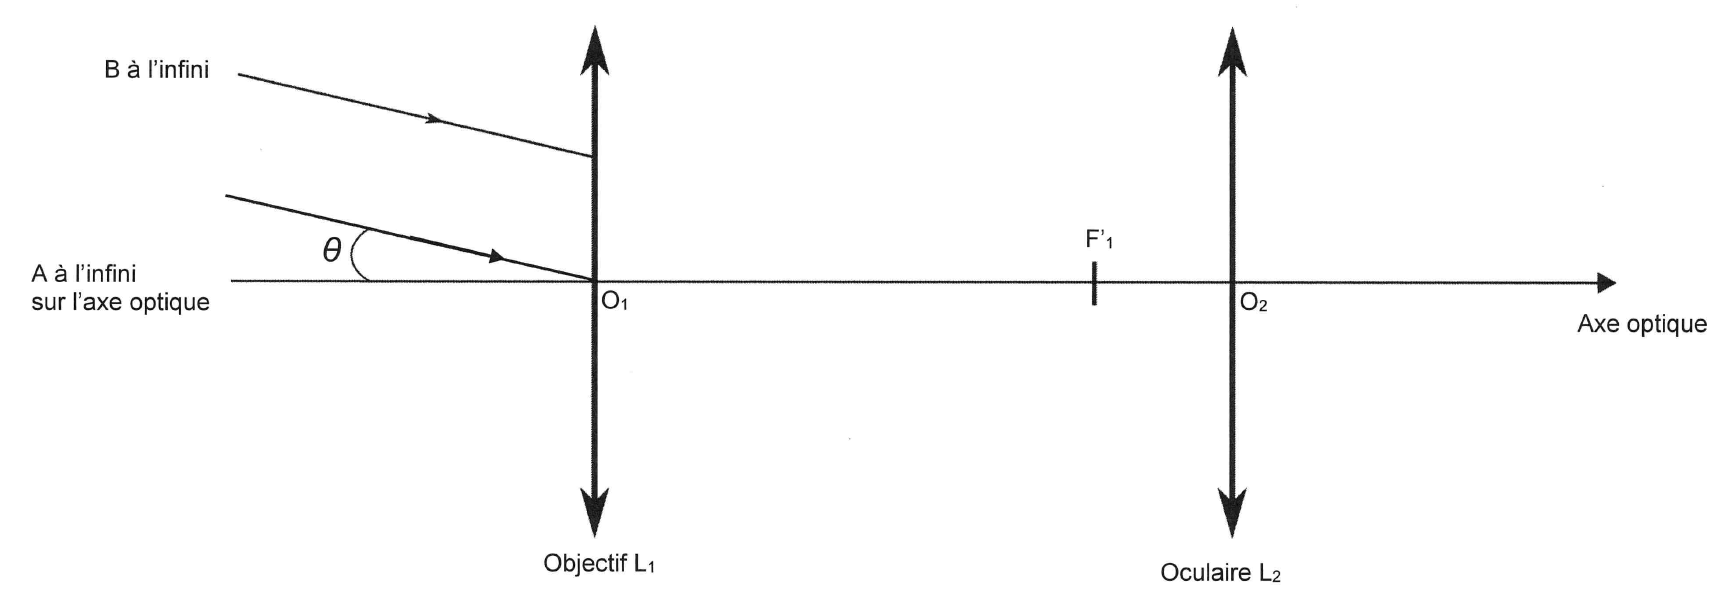 B à l'infini
θ
A à l'infini
sur l'axe optique
O₁
F'₁
O₂
Axe optique
Objectif L₁
Oculaire L₂